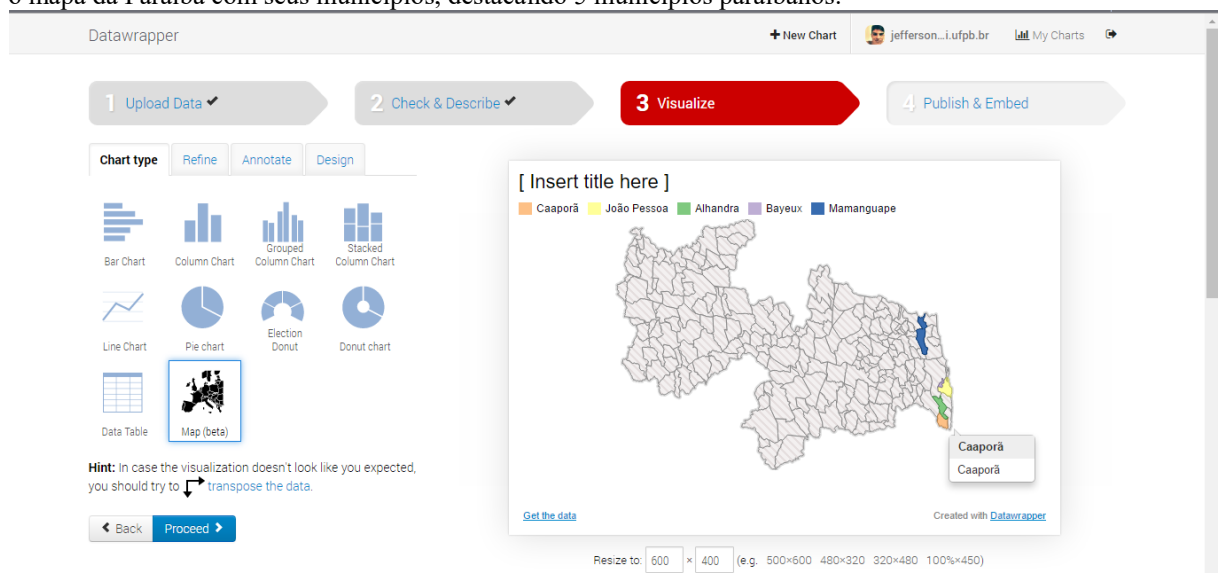 o mapa da Paraíba com seus municípios, destacando 5 municípios paraibanos.
Datawrapper
New Chart
jefferson...i.ufpb.br
My Charts
1 Upload Data
2 Check & Describe
3 Visualize
4 Publish & Embed
Chart type
Refine
Annotate
Design
[ Insert title here ]
Caaporã João Pessoa Alhandra Bayeux Mamanguape
Bar Chart
Column Chart
Grouped
Column Chart
Stacked
Column Chart
Line Chart
Pie chart
Election
Donut
Donut chart
Data Table
Map (beta)
Caaporã
Caaporã
Hint: In case the visualization doesn't look like you expected,
you should try to transpose the data.
Back
Proceed
Get the data
Created with Datawrapper
Resize to: 600 × 400 (e.g. 500×600 480×320 320×480 100%×450)